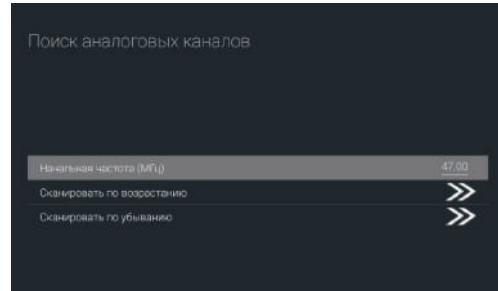 Поиск аналоговых каналов
Начальная частота (МГц) 47.00
Сканировать по возрастанию
Сканировать по убыванию